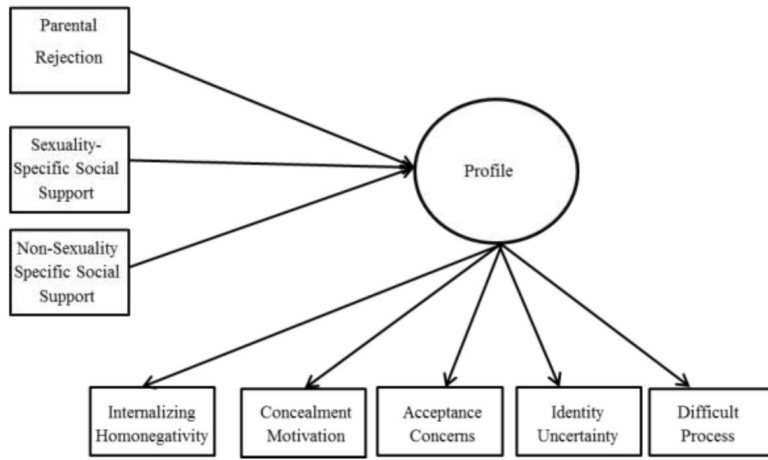 Parental
Rejection
Sexuality-
Specific Social
Support
Non-Sexuality
Specific Social
Support
Profile
Internalizing
Homonegativity
Concealment
Motivation
Acceptance
Concerns
Identity
Uncertainty
Difficult
Process